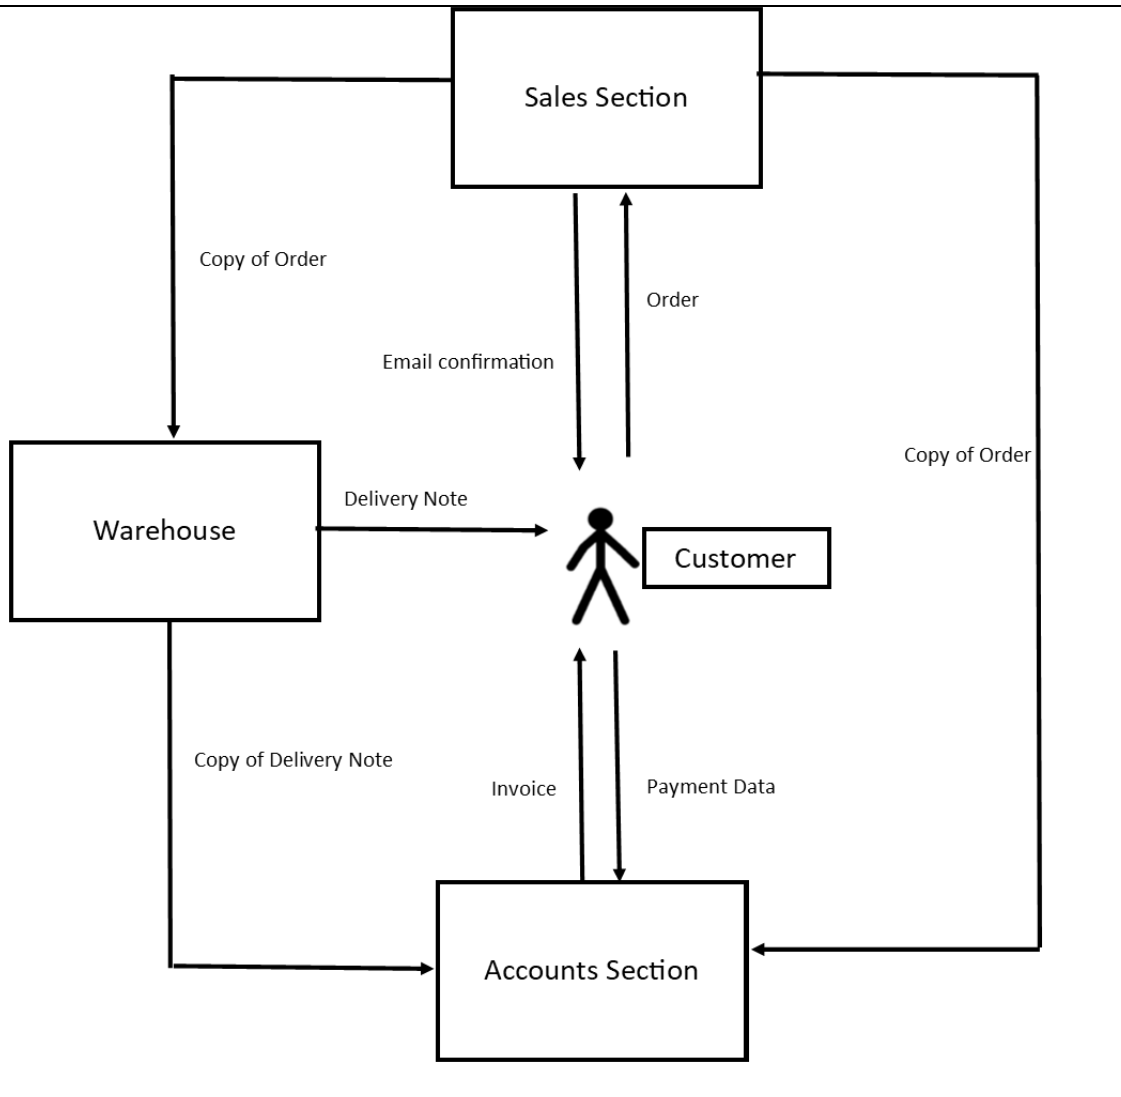 Sales Section
Copy of Order
Order
Email confirmation
Copy of Order
Delivery Note
Warehouse
Customer
Copy of Delivery Note
Invoice
Payment Data
Accounts Section